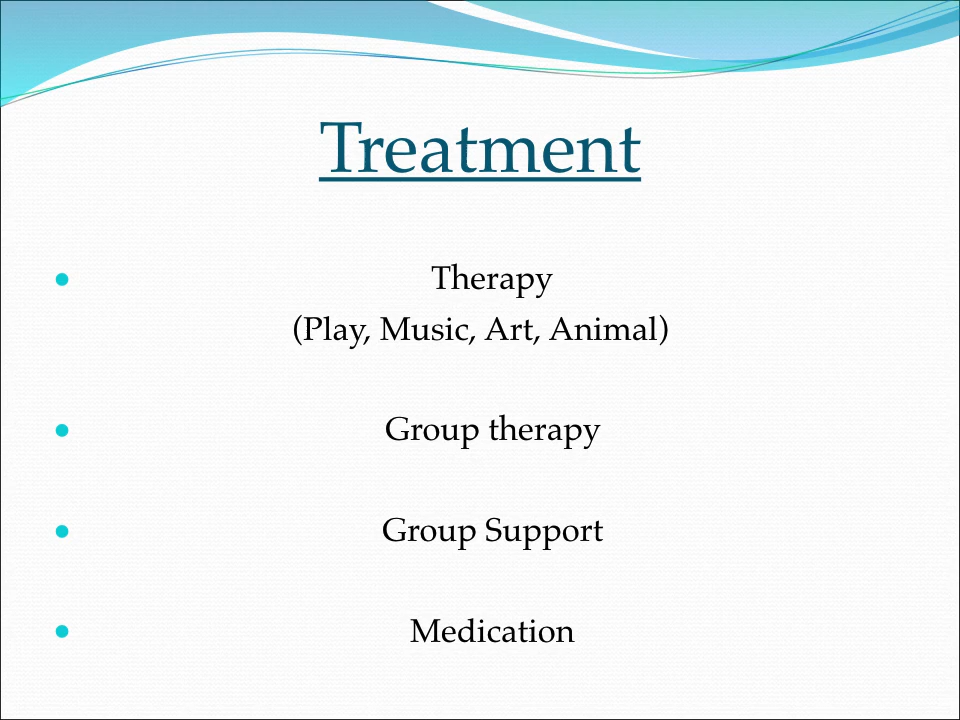 Treatment
• Therapy
(Play, Music, Art, Animal)
• Group therapy
• Group Support
• Medication